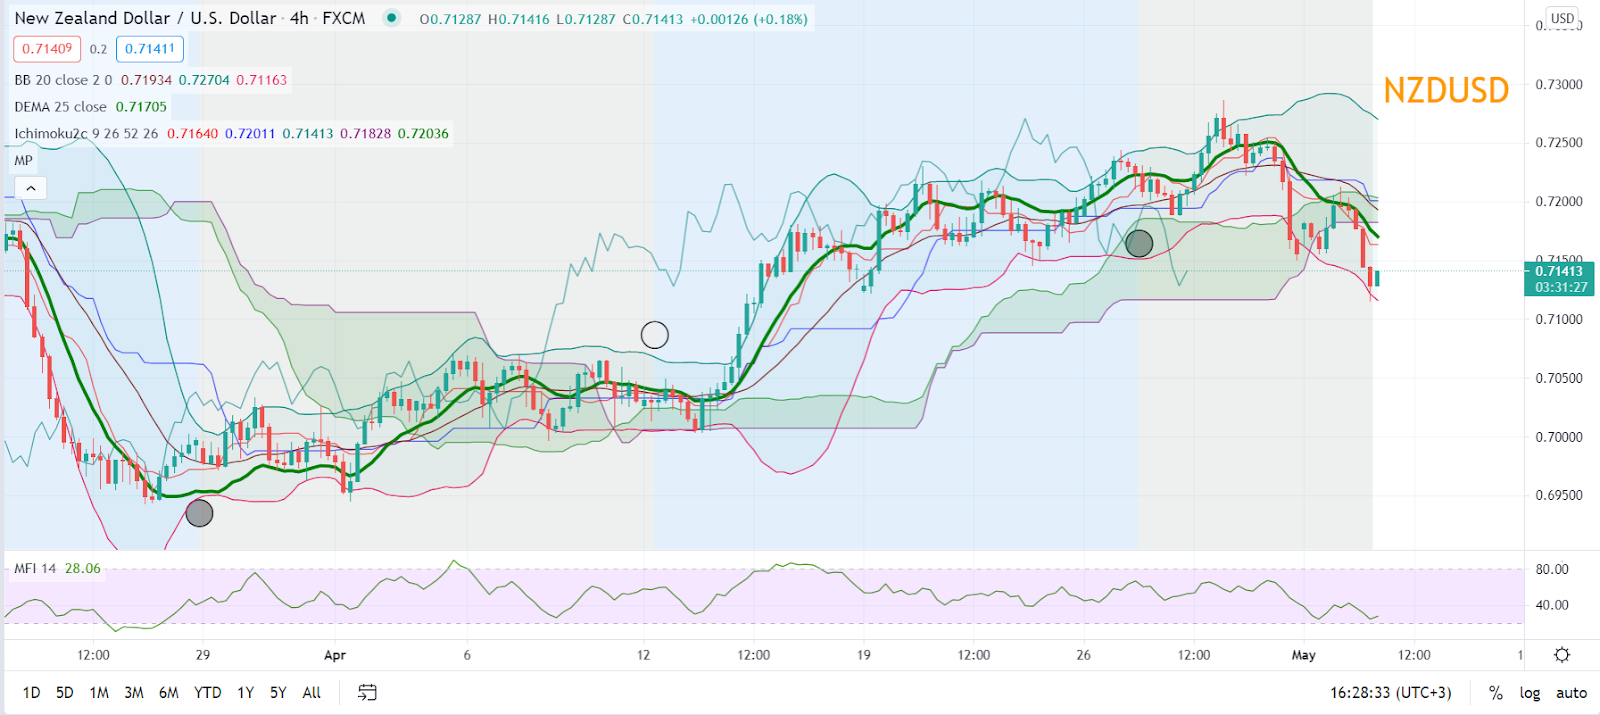 New Zealand Dollar / U.S. Dollar · 4h · FXCM O0.71287 H0.71416 L0.71287 C0.71413 +0.00126 (+0.18%)
USD
0.71409 0.2 0.71411
BB 20 close 2 0 0.71934 0.72704 0.71163
DEMA 25 close 0.71705
Ichimoku2c 9 26 52 26 0.71640 0.72011 0.71413 0.71828 0.72036
MP
NZDUSD
0.73000
0.72500
0.72000
0.71413
03:31:27
0.71000
0.70500
0.70000
0.69500
MFI 14 28.06
80.00
40.00
12:00 29 Apr 6 12 12:00 19 12:00 26 12:00 May 12:00 1
1D 5D 1M 3M 6M YTD 1Y 5Y All 16:28:33 (UTC+3) % log auto